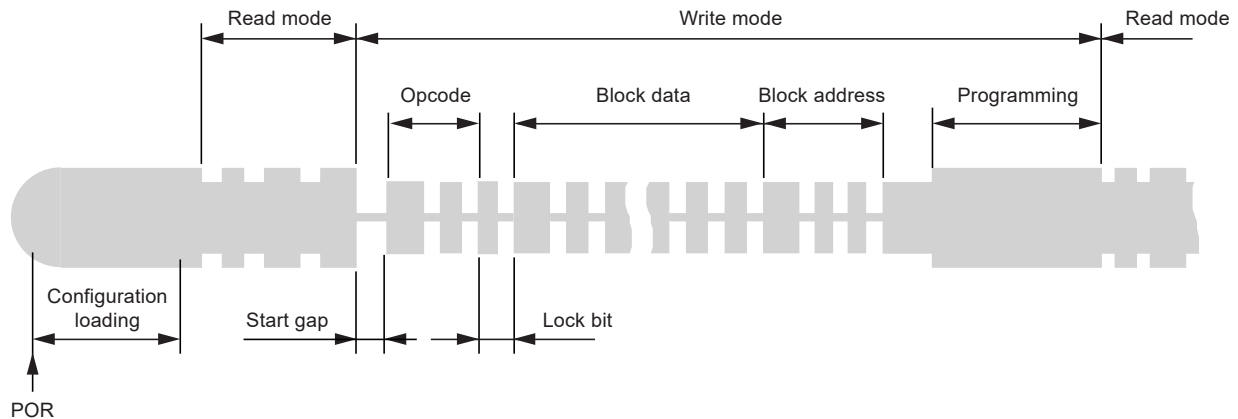 Read mode
Write mode
Read mode
Opcode
Block data
Block address
Programming
Configuration
loading
Start gap
Lock bit
POR